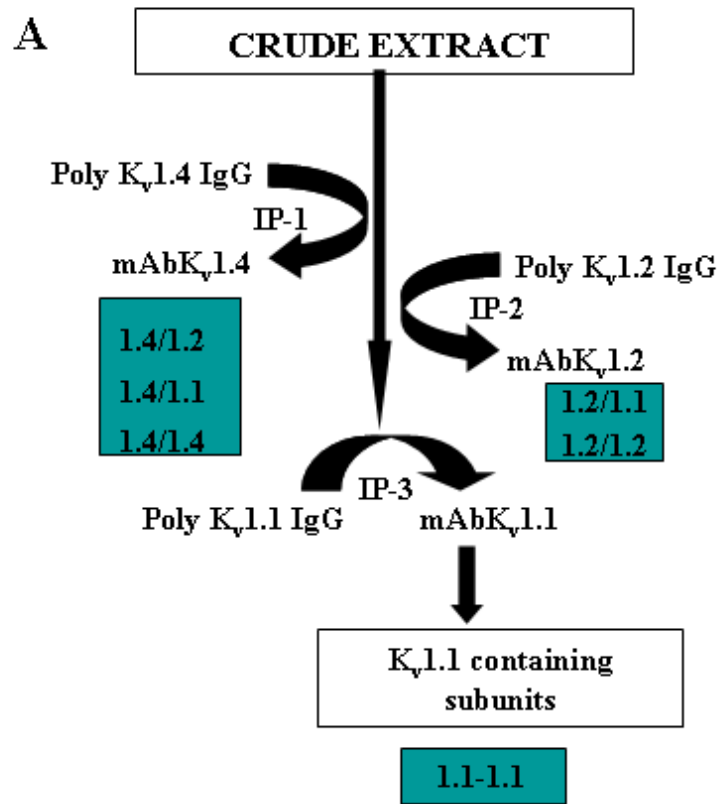 A
CRUDE EXTRACT
Poly Kᵥ1.4 IgG
IP-1
mAbKᵥ1.4
1.4/1.2
1.4/1.1
1.4/1.4
Poly Kᵥ1.2 IgG
IP-2
mAbKᵥ1.2
1.2/1.1
1.2/1.2
IP-3
Poly Kᵥ1.1 IgG
mAbKᵥ1.1
Kᵥ1.1 containing
subunits
1.1-1.1